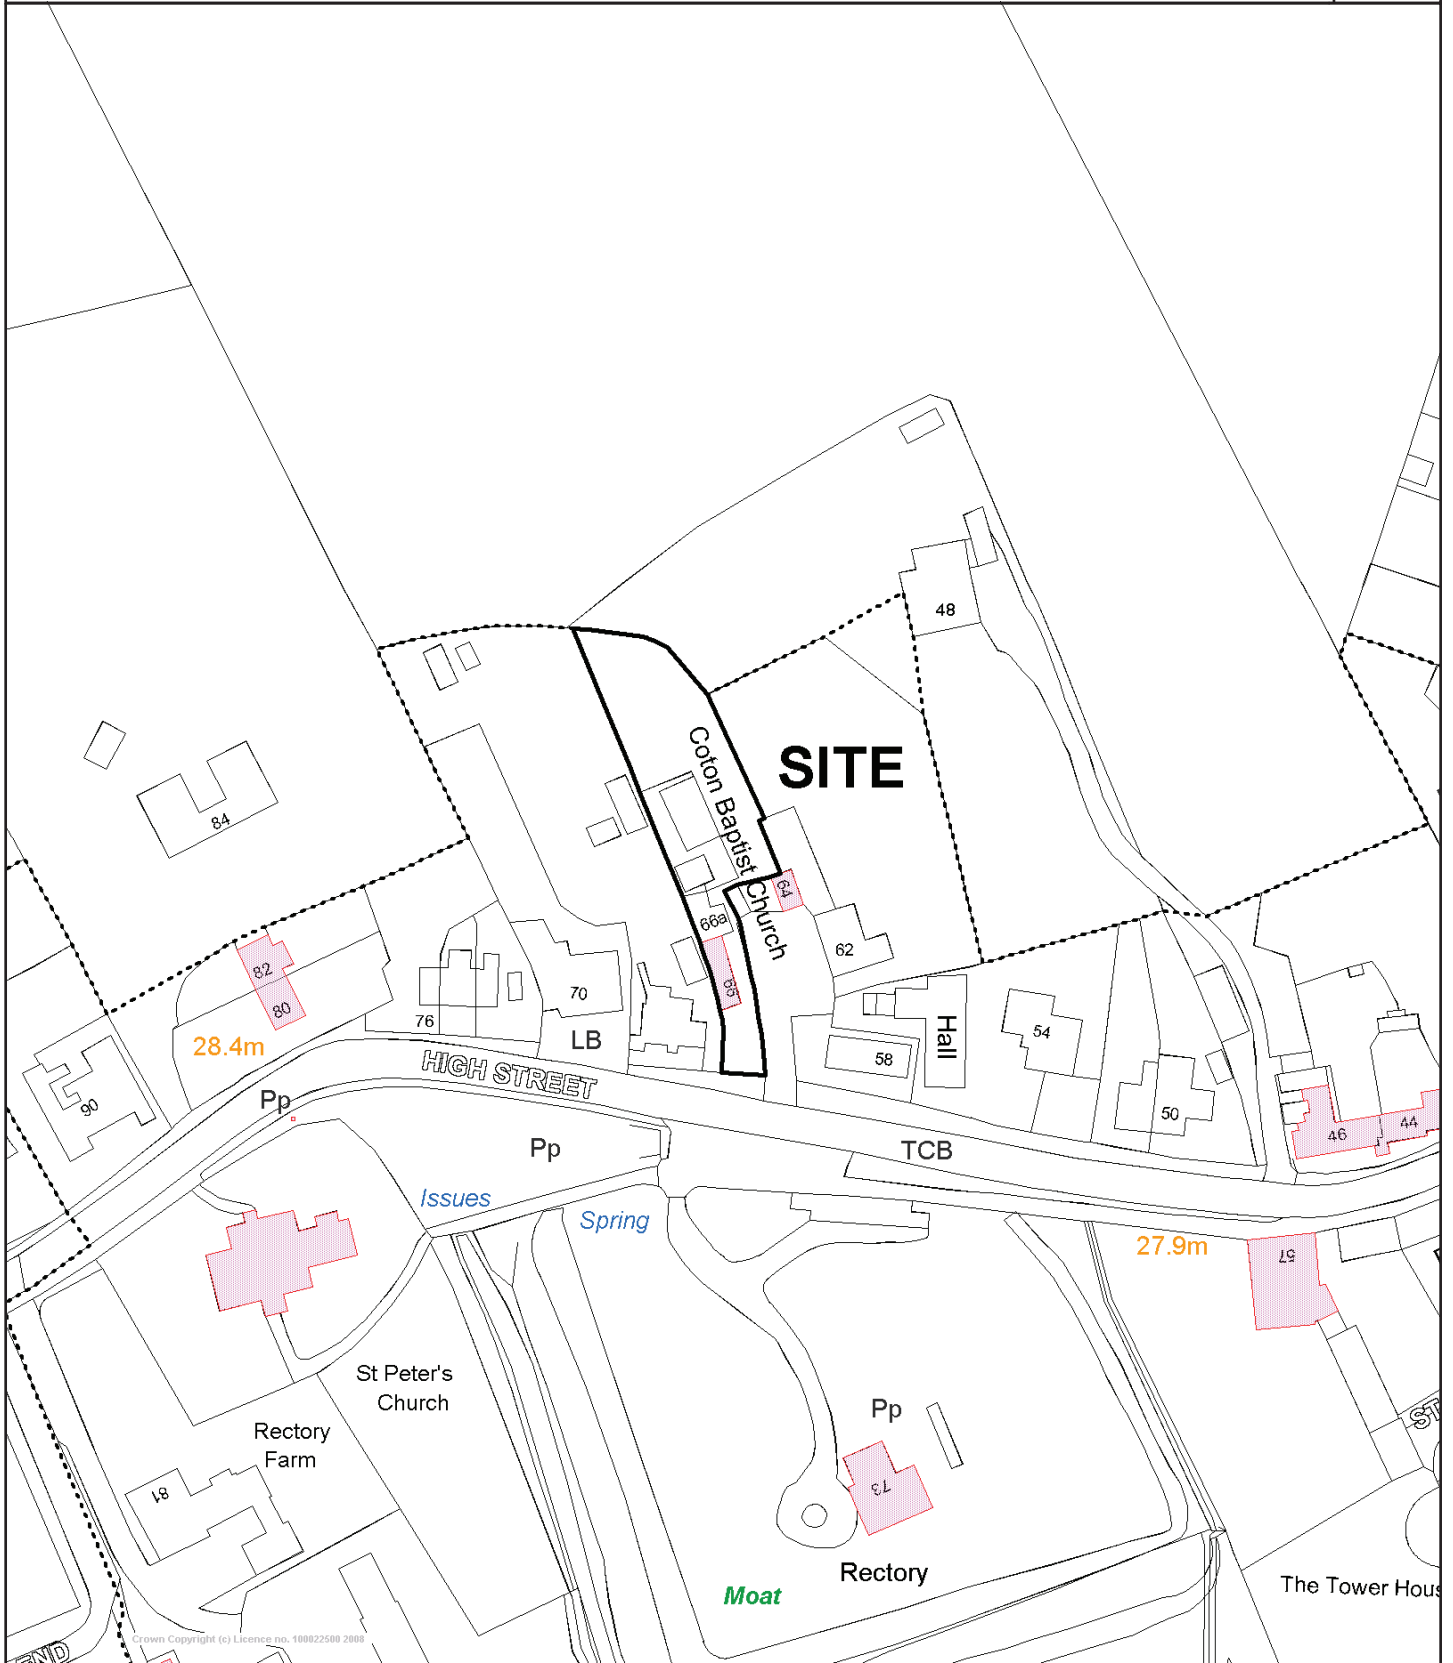 48
SITE
Coton Baptist Church
84
64
66a
62
82
66
80
70
76
54
28.4m
LB
Hall
58
HIGH STREET
90
Pp
50
46
44
Pp
TCB
Issues
Spring
27.9m
57
St Peter's
Church
Pp
Rectory
Farm
73
81
Rectory
Moat
The Tower Hous
Crown Copyright (c) Licence no. 100022500 2008
END
ST